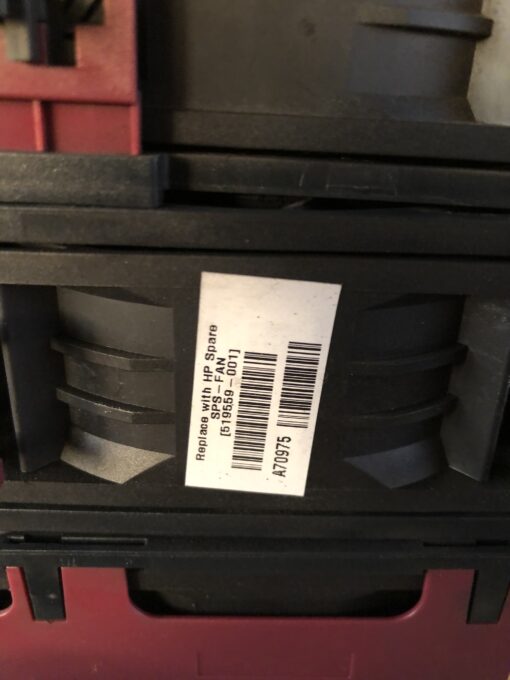 Replace with HP Spare
SPS-FAN
[519559-001]
A70975